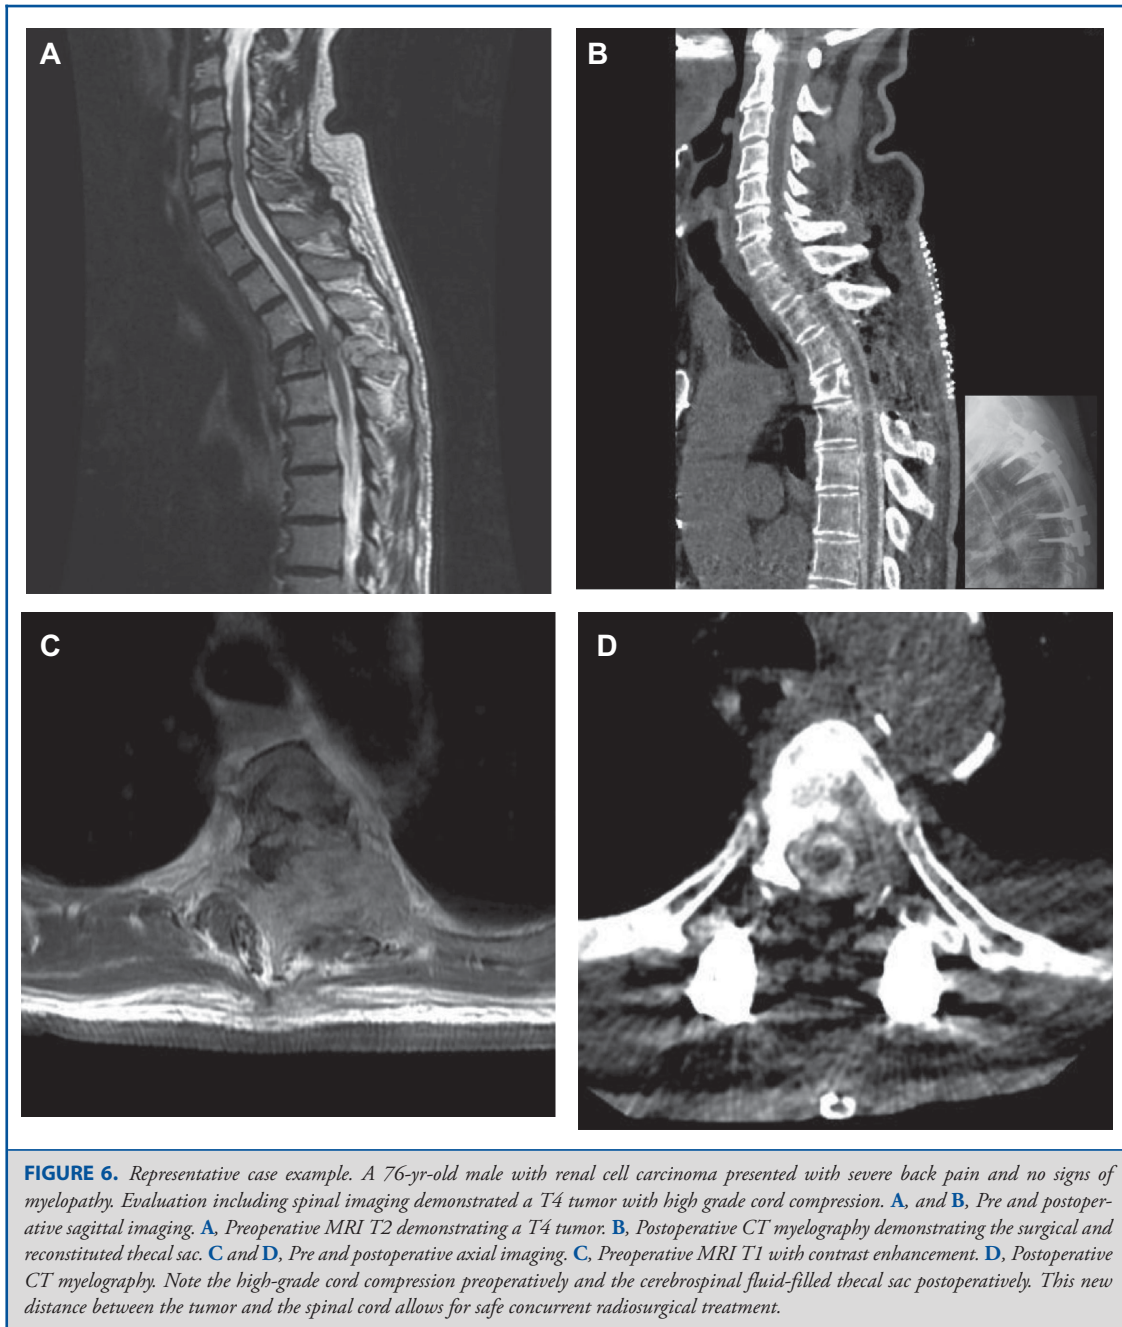 A
B
C
D
FIGURE 6. Representative case example. A 76-yr-old male with renal cell carcinoma presented with severe back pain and no signs of
myelopathy. Evaluation including spinal imaging demonstrated a T4 tumor with high grade cord compression. A, and B, Pre and postoper-
ative sagittal imaging. A, Preoperative MRI T2 demonstrating a T4 tumor. B, Postoperative CT myelography demonstrating the surgical and
reconstituted thecal sac. C and D, Pre and postoperative axial imaging. C, Preoperative MRI T1 with contrast enhancement. D, Postoperative
CT myelography. Note the high-grade cord compression preoperatively and the cerebrospinal fluid-filled thecal sac postoperatively. This new
distance between the tumor and the spinal cord allows for safe concurrent radiosurgical treatment.